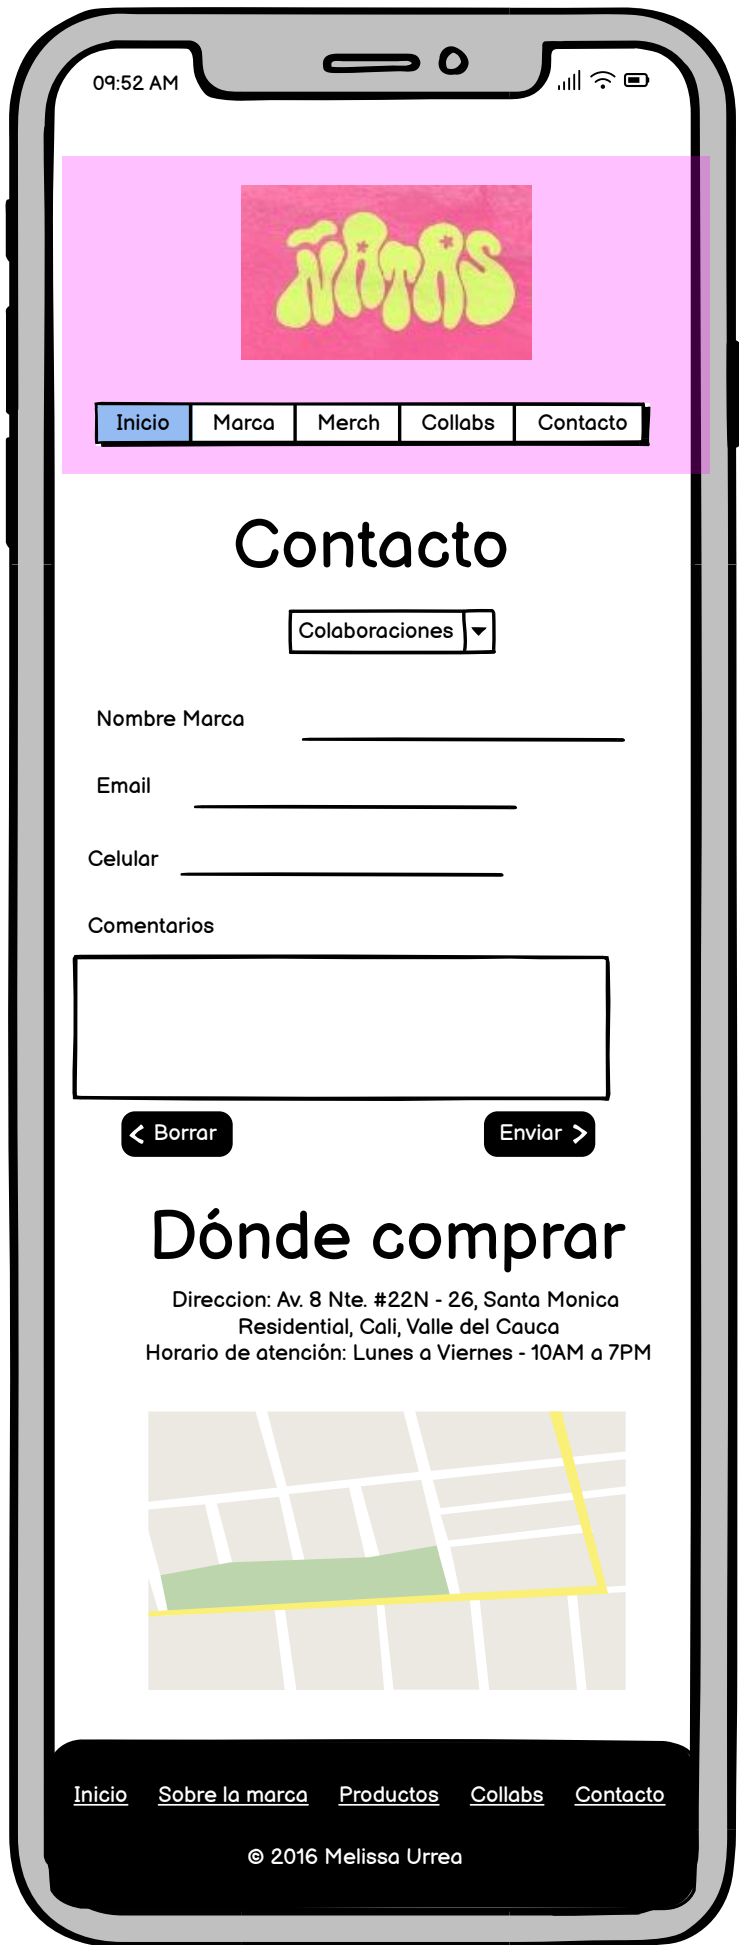 09:52 AM
ÑATAS
Inicio Marca Merch Collabs Contacto
Contacto
Colaboraciones
Nombre Marca
Email
Celular
Comentarios
Borrar Enviar
Dónde comprar
Direccion: Av. 8 Nte. #22N - 26, Santa Monica
Residential, Cali, Valle del Cauca
Horario de atención: Lunes a Viernes - 10AM a 7PM
Inicio Sobre la marca Productos Collabs Contacto
© 2016 Melissa Urrea